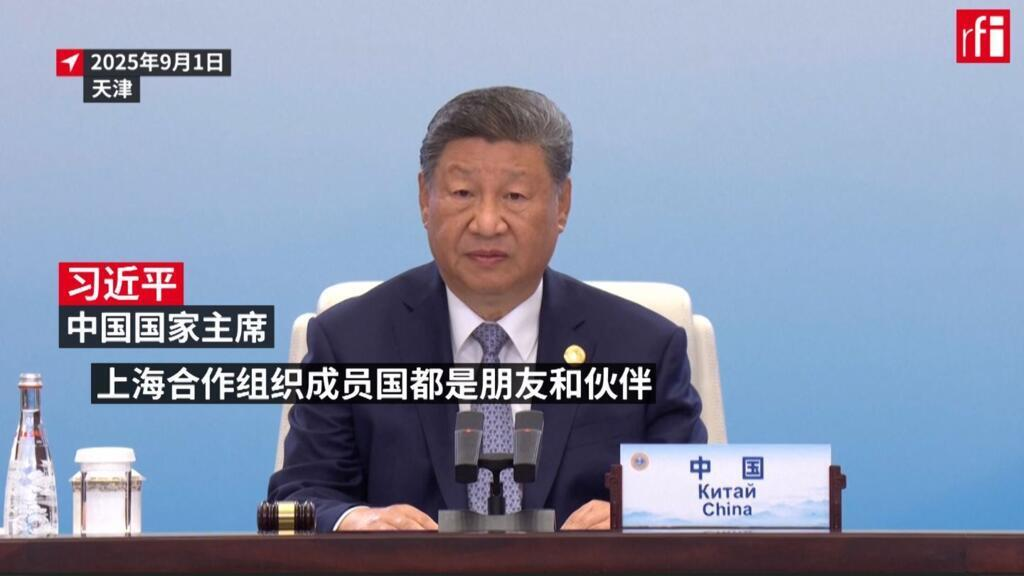 rfi
2025年9月1日
天津
习近平
中国国家主席
上海合作组织成员国都是朋友和伙伴
中 国
Китай
China